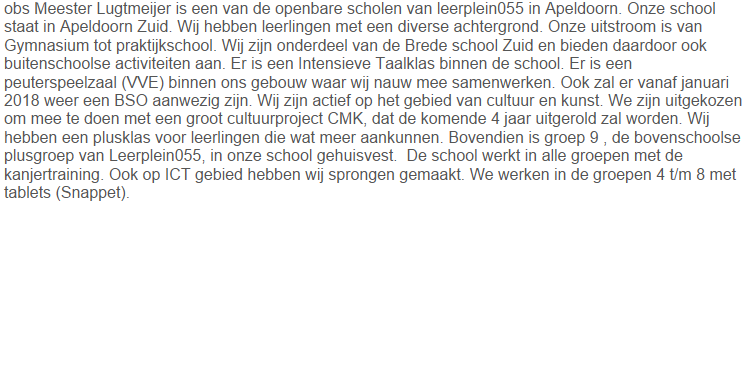 obs Meester Lugtmeijer is een van de openbare scholen van leerplein055 in Apeldoorn. Onze school
staat in Apeldoorn Zuid. Wij hebben leerlingen met een diverse achtergrond. Onze uitstroom is van
Gymnasium tot praktijkschool. Wij zijn onderdeel van de Brede school Zuid en bieden daardoor ook
buitenschoolse activiteiten aan. Er is een Intensieve Taalklas binnen de school. Er is een
peuterspeelzaal (VVE) binnen ons gebouw waar wij nauw mee samenwerken. Ook zal er vanaf januari
2018 weer een BSO aanwezig zijn. Wij zijn actief op het gebied van cultuur en kunst. We zijn uitgekozen
om mee te doen met een groot cultuurproject CMK, dat de komende 4 jaar uitgerold zal worden. Wij
hebben een plusklas voor leerlingen die wat meer aankunnen. Bovendien is groep 9 , de bovenschoolse
plusgroep van Leerplein055, in onze school gehuisvest.  De school werkt in alle groepen met de
kanjertraining. Ook op ICT gebied hebben wij sprongen gemaakt. We werken in de groepen 4 t/m 8 met
tablets (Snappet).